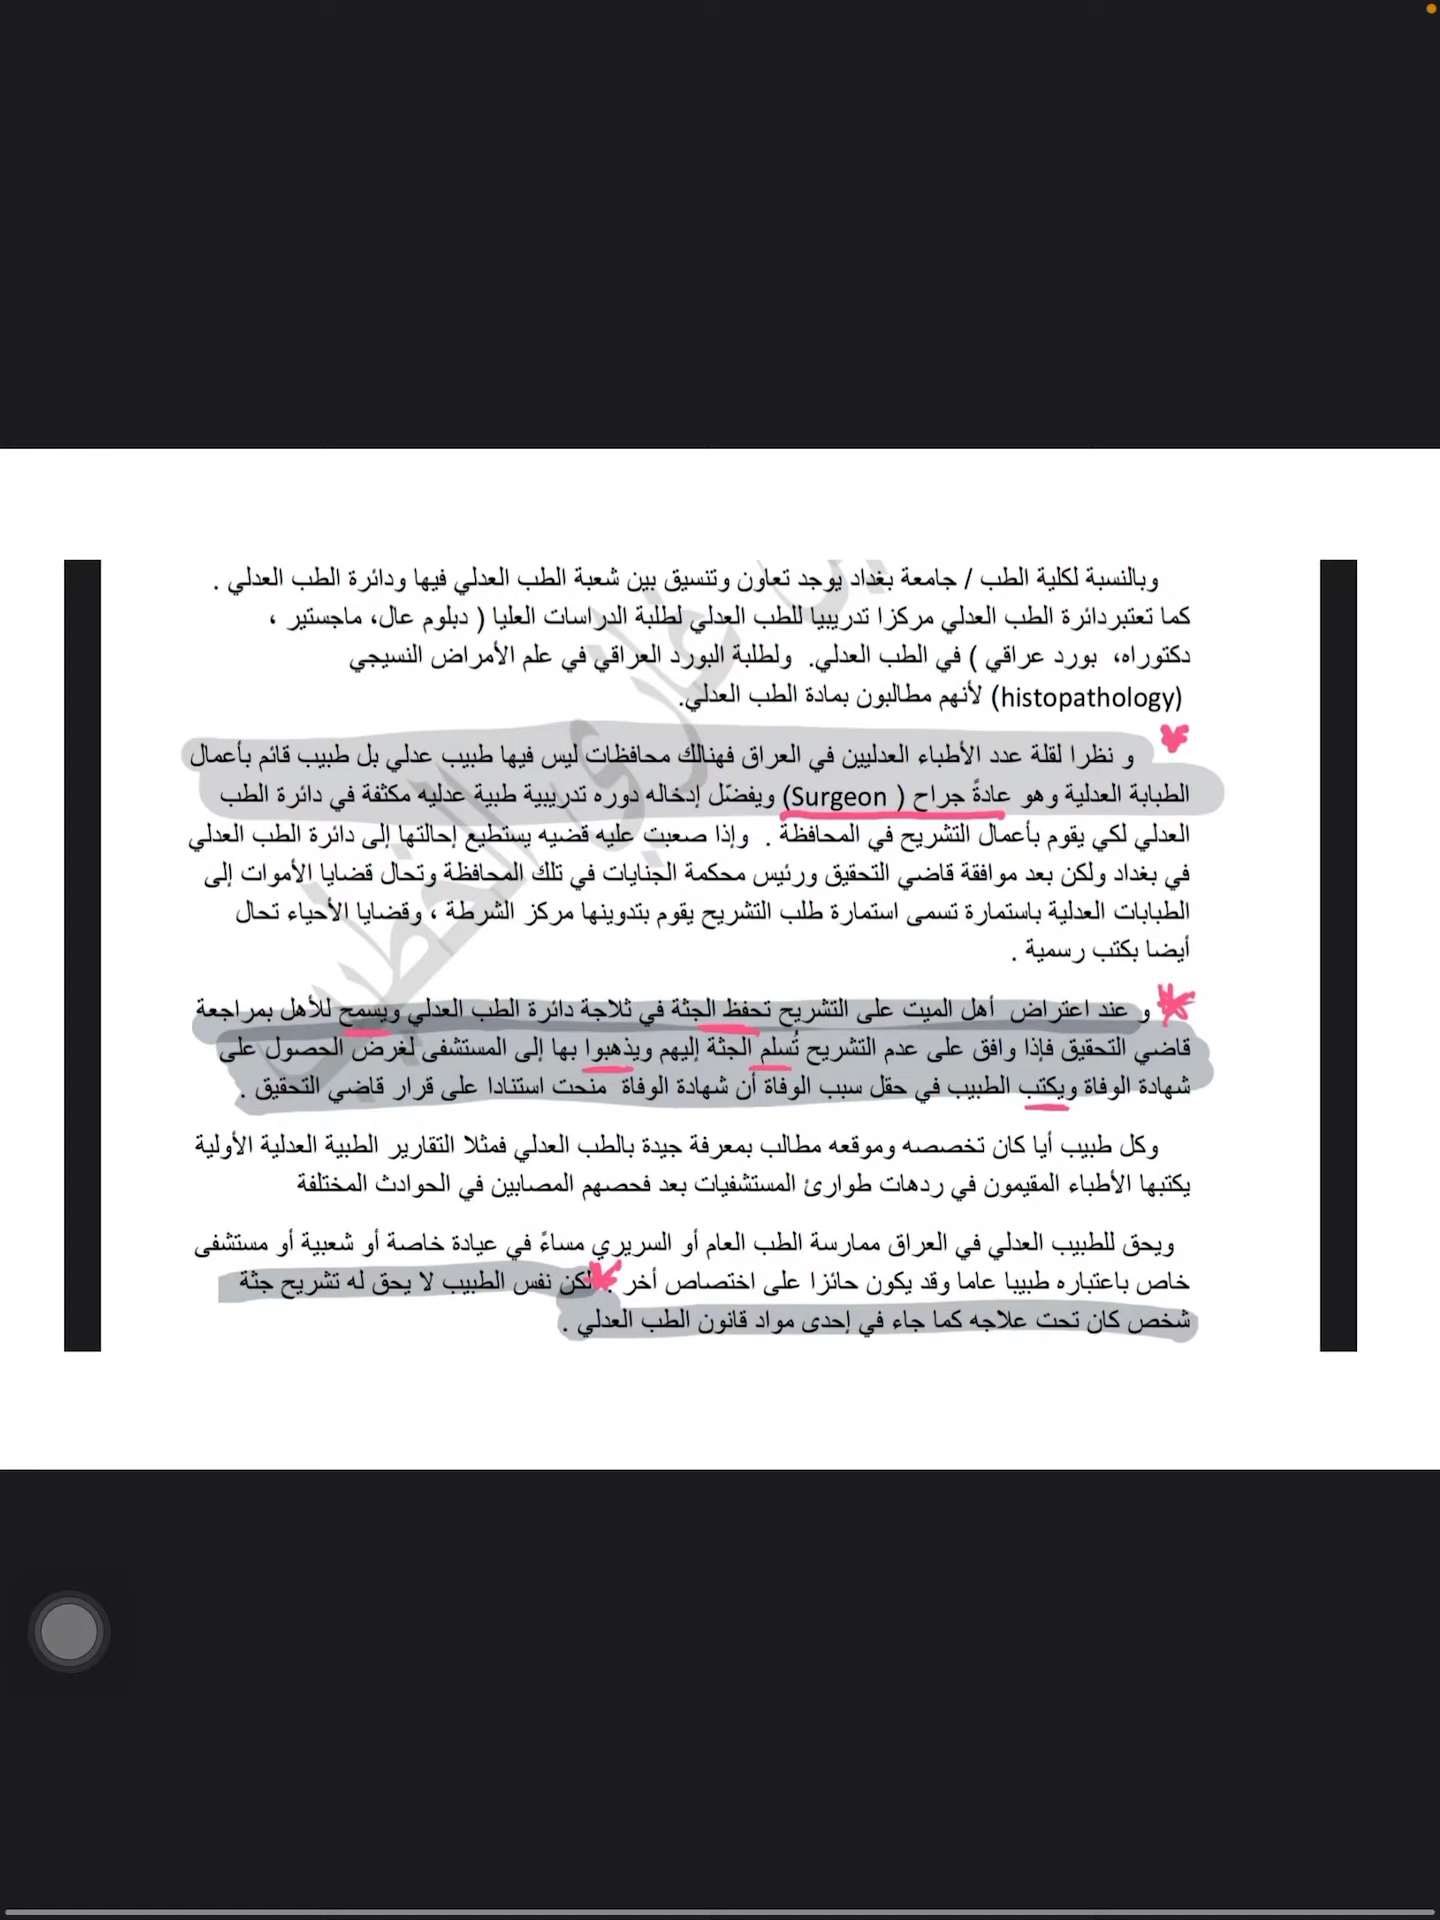 وبالنسبة لكلية الطب / جامعة بغداد يوجد تعاون وتنسيق بين شعبة الطب العدلي فيها ودائرة الطب العدلي .
كما تعتبردائرة الطب العدلي مركزا تدريبيا للطب العدلي لطلبة الدراسات العليا ( دبلوم عال، ماجستير ،
دكتوراه، بورد عراقي ) في الطب العدلي. ولطلبة البورد العراقي في علم الأمراض النسيجي
(histopathology) لأنهم مطالبون بمادة الطب العدلي.
و نظرا لقلة عدد الأطباء العدليين في العراق فهنالك محافظات ليس فيها طبيب عدلي بل طبيب قائم بأعمال
الطبابة العدلية وهو عادةً جراح ( Surgeon) ويفضّل إدخاله دوره تدريبية طبية عدليه مكثفة في دائرة الطب
العدلي لكي يقوم بأعمال التشريح في المحافظة . وإذا صعبت عليه قضيه يستطيع إحالتها إلى دائرة الطب العدلي
في بغداد ولكن بعد موافقة قاضي التحقيق ورئيس محكمة الجنايات في تلك المحافظة وتحال قضايا الأموات إلى
الطبابات العدلية باستمارة تسمى استمارة طلب التشريح يقوم بتدوينها مركز الشرطة ، وقضايا الأحياء تحال
أيضا بكتب رسمية .
و عند اعتراض أهل الميت على التشريح تحفظ الجثة في ثلاجة دائرة الطب العدلي ويسمح للأهل بمراجعة
قاضي التحقيق فإذا وافق على عدم التشريح تُسلم الجثة إليهم ويذهبوا بها إلى المستشفى لغرض الحصول على
شهادة الوفاة ويكتب الطبيب في حقل سبب الوفاة أن شهادة الوفاة منحت استنادا على قرار قاضي التحقيق .
وكل طبيب أيا كان تخصصه وموقعه مطالب بمعرفة جيدة بالطب العدلي فمثلا التقارير الطبية العدلية الأولية
يكتبها الأطباء المقيمون في ردهات طوارئ المستشفيات بعد فحصهم المصابين في الحوادث المختلفة
ويحق للطبيب العدلي في العراق ممارسة الطب العام أو السريري مساءً في عيادة خاصة أو شعبية أو مستشفى
خاص باعتباره طبيبا عاما وقد يكون حائزا على اختصاص أخر . لكن نفس الطبيب لا يحق له تشريح جثة
شخص كان تحت علاجه كما جاء في إحدى مواد قانون الطب العدلي .